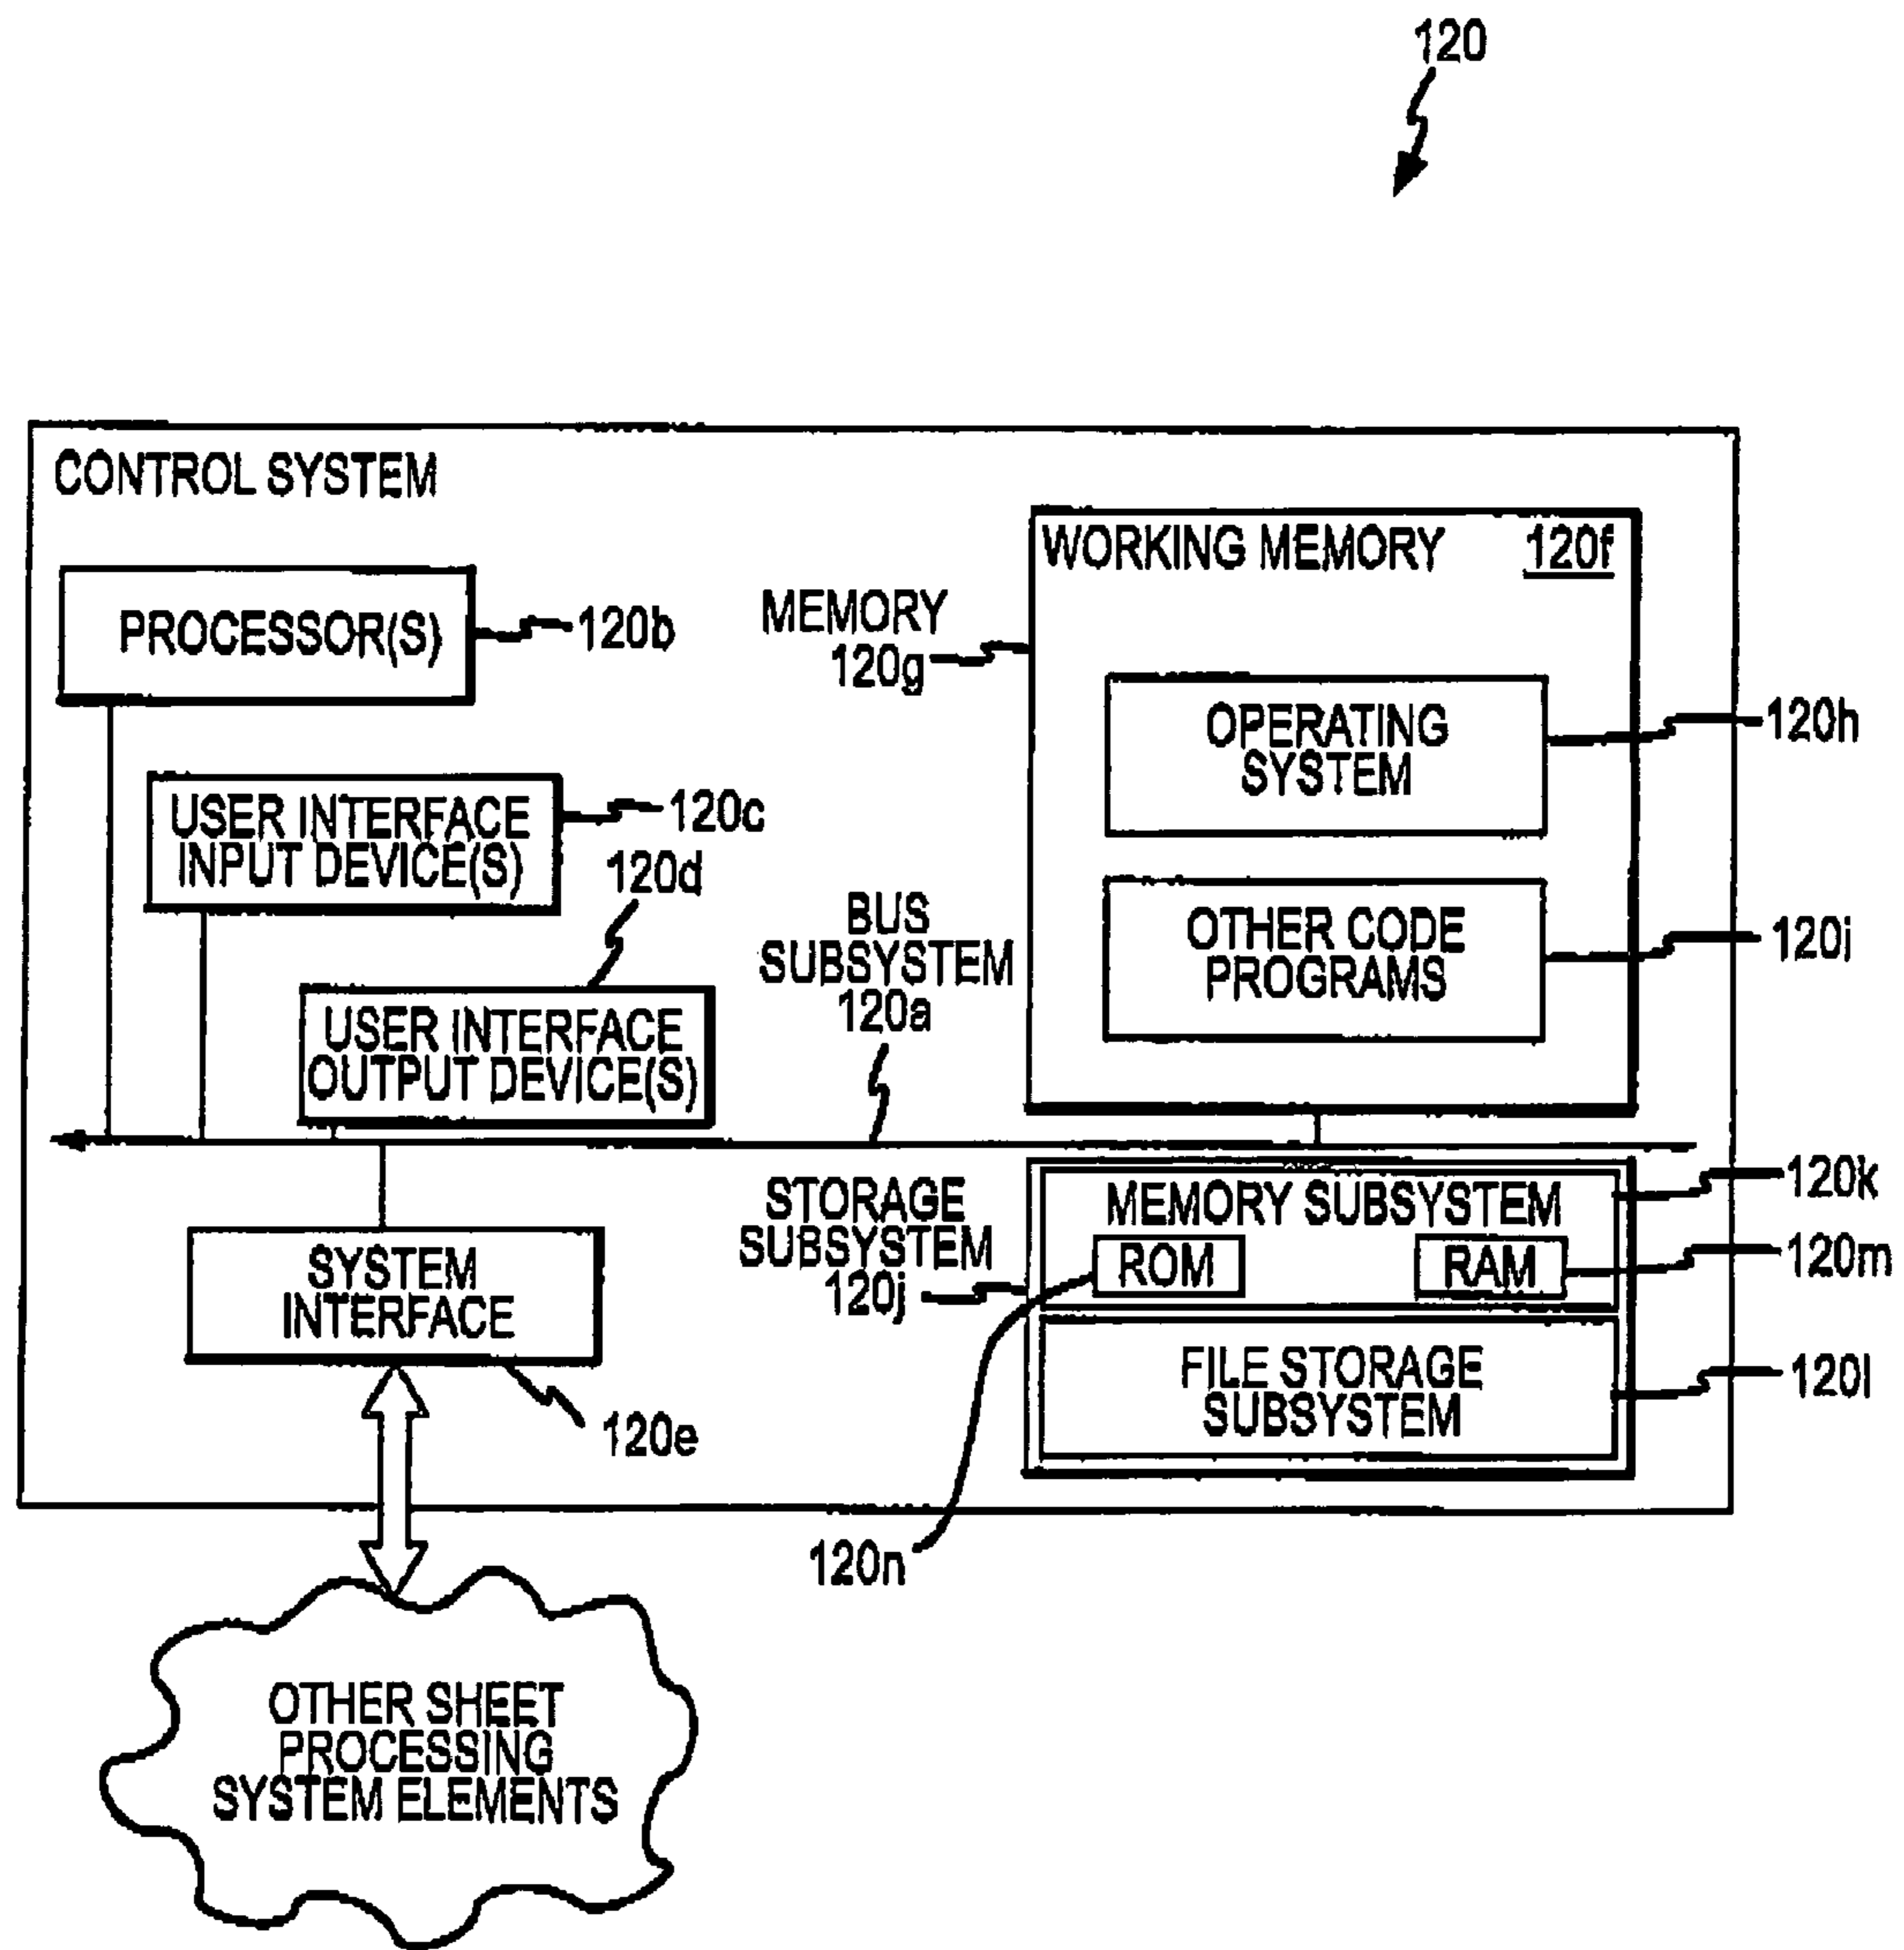 120
CONTROL SYSTEM
PROCESSOR(S)
120b
USER INTERFACE
INPUT DEVICE(S)
120c
120d
USER INTERFACE
OUTPUT DEVICE(S)
BUS
SUBSYSTEM
120a
MEMORY
120g
WORKING MEMORY
120f
OPERATING
SYSTEM
120h
OTHER CODE
PROGRAMS
120i
SYSTEM
INTERFACE
120e
STORAGE
SUBSYSTEM
120j
MEMORY SUBSYSTEM
120k
ROM
RAM
120m
FILE STORAGE
SUBSYSTEM
120l
120n
OTHER SHEET
PROCESSING
SYSTEM ELEMENTS